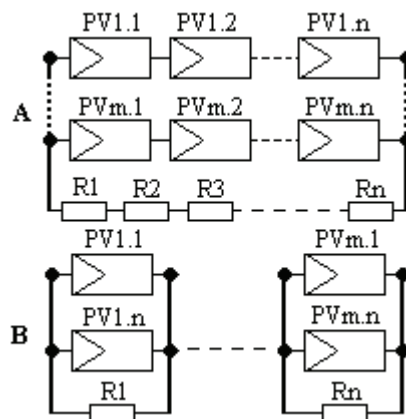 PV1.1 PV1.2 PV1.n
A
PVm.1 PVm.2 PVm.n
R1 R2 R3 Rn
PV1.1 PVm.1
B
PV1.n PVm.n
R1 Rn